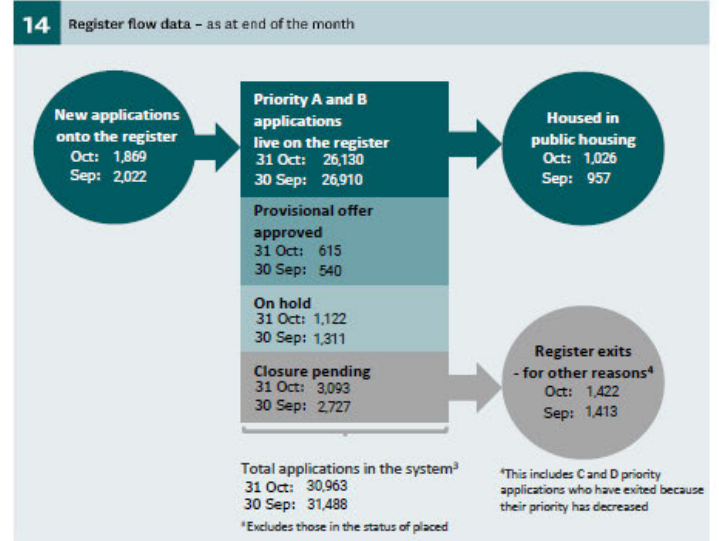 14 Register flow data – as at end of the month
New applications
onto the register
Oct: 1,869
Sep: 2,022
Priority A and B
applications
live on the register
31 Oct: 26,130
30 Sep: 26,910
Housed in
public housing
Oct: 1,026
Sep: 957
Provisional offer
approved
31 Oct: 615
30 Sep: 540
On hold
31 Oct: 1,122
30 Sep: 1,311
Closure pending
31 Oct: 3,093
30 Sep: 2,727
Register exits
- for other reasons⁴
Oct: 1,422
Sep: 1,413
Total applications in the system³
31 Oct: 30,963
30 Sep: 31,488
³Excludes those in the status of placed
⁴This includes C and D priority
applications who have exited because
their priority has decreased